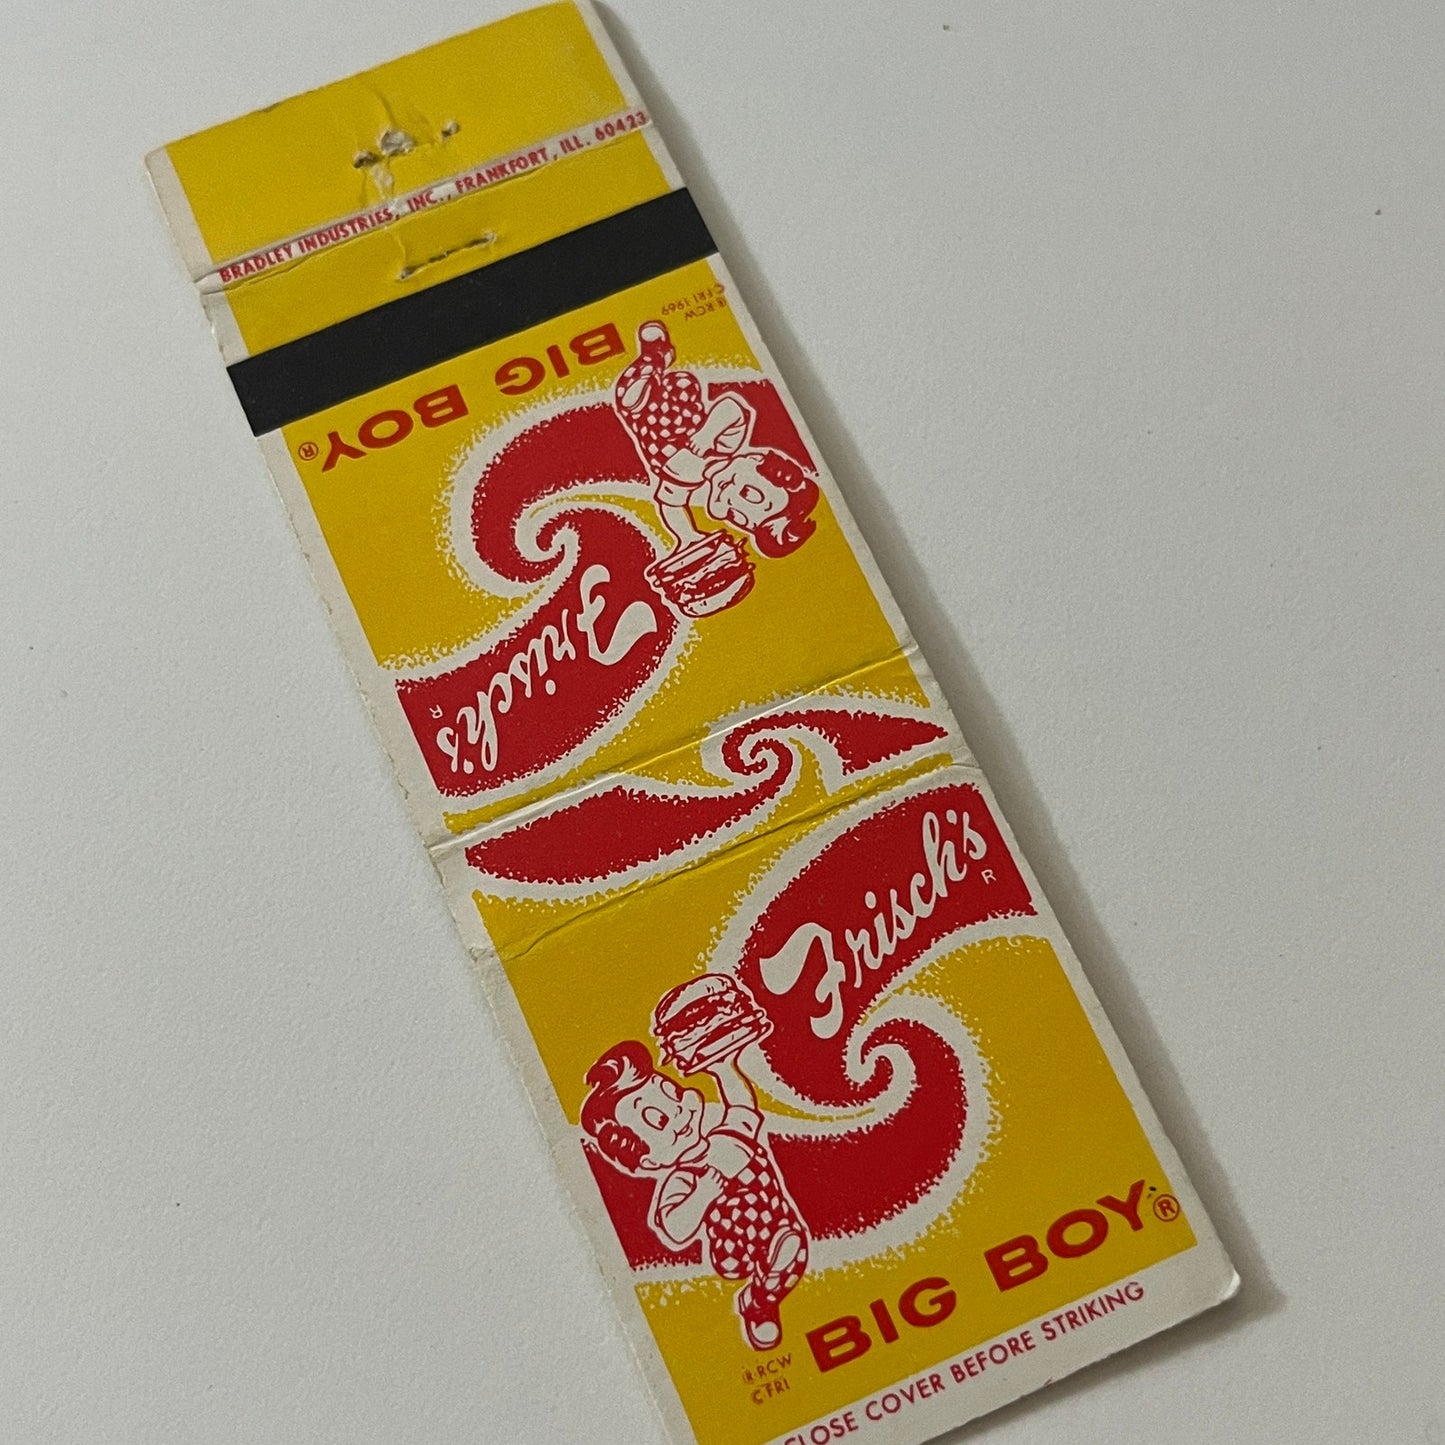 BRADLEY INDUSTRIES, INC., FRANKFORT, ILL. 60423
® RCW
© FRI 1969
BIG BOY®
Frisch's
R
Frisch's
R
BIG BOY®
® RCW
© FRI
CLOSE COVER BEFORE STRIKING